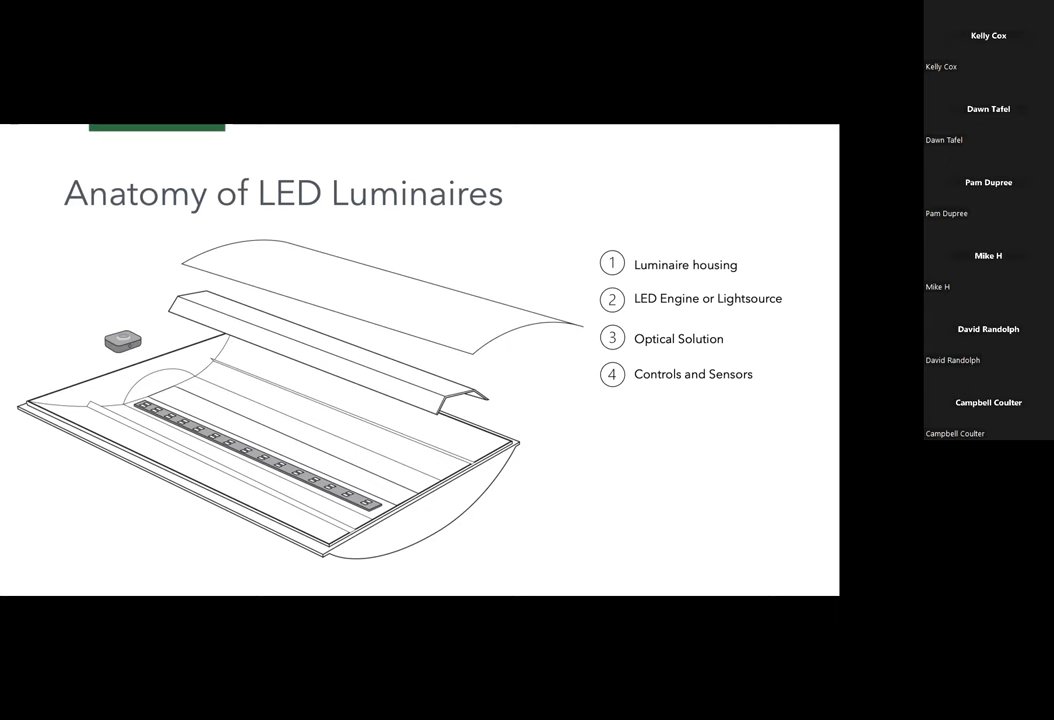 Anatomy of LED Luminaires
1 Luminaire housing
2 LED Engine or Lightsource
3 Optical Solution
4 Controls and Sensors
Kelly Cox
Kelly Cox
Dawn Tafel
Dawn Tafel
Pam Dupree
Pam Dupree
Mike H
Mike H
David Randolph
David Randolph
Campbell Coulter
Campbell Coulter